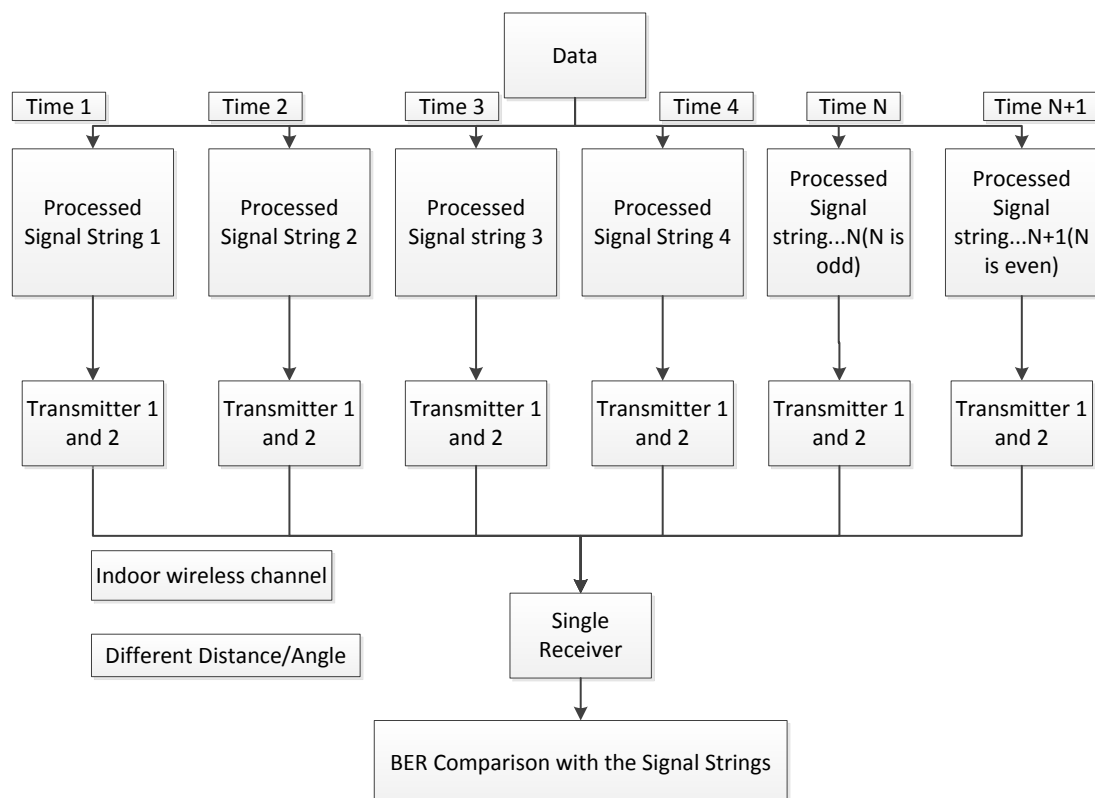 Data
Time 1
Time 2
Time 3
Time 4
Time N
Time N+1
Processed
Signal String 1
Processed
Signal String 2
Processed
Signal string 3
Processed
Signal String 4
Processed
Signal
string...N(N is
odd)
Processed
Signal
string...N+1(N
is even)
Transmitter 1
and 2
Transmitter 1
and 2
Transmitter 1
and 2
Transmitter 1
and 2
Transmitter 1
and 2
Transmitter 1
and 2
Indoor wireless channel
Single
Receiver
Different Distance/Angle
BER Comparison with the Signal Strings